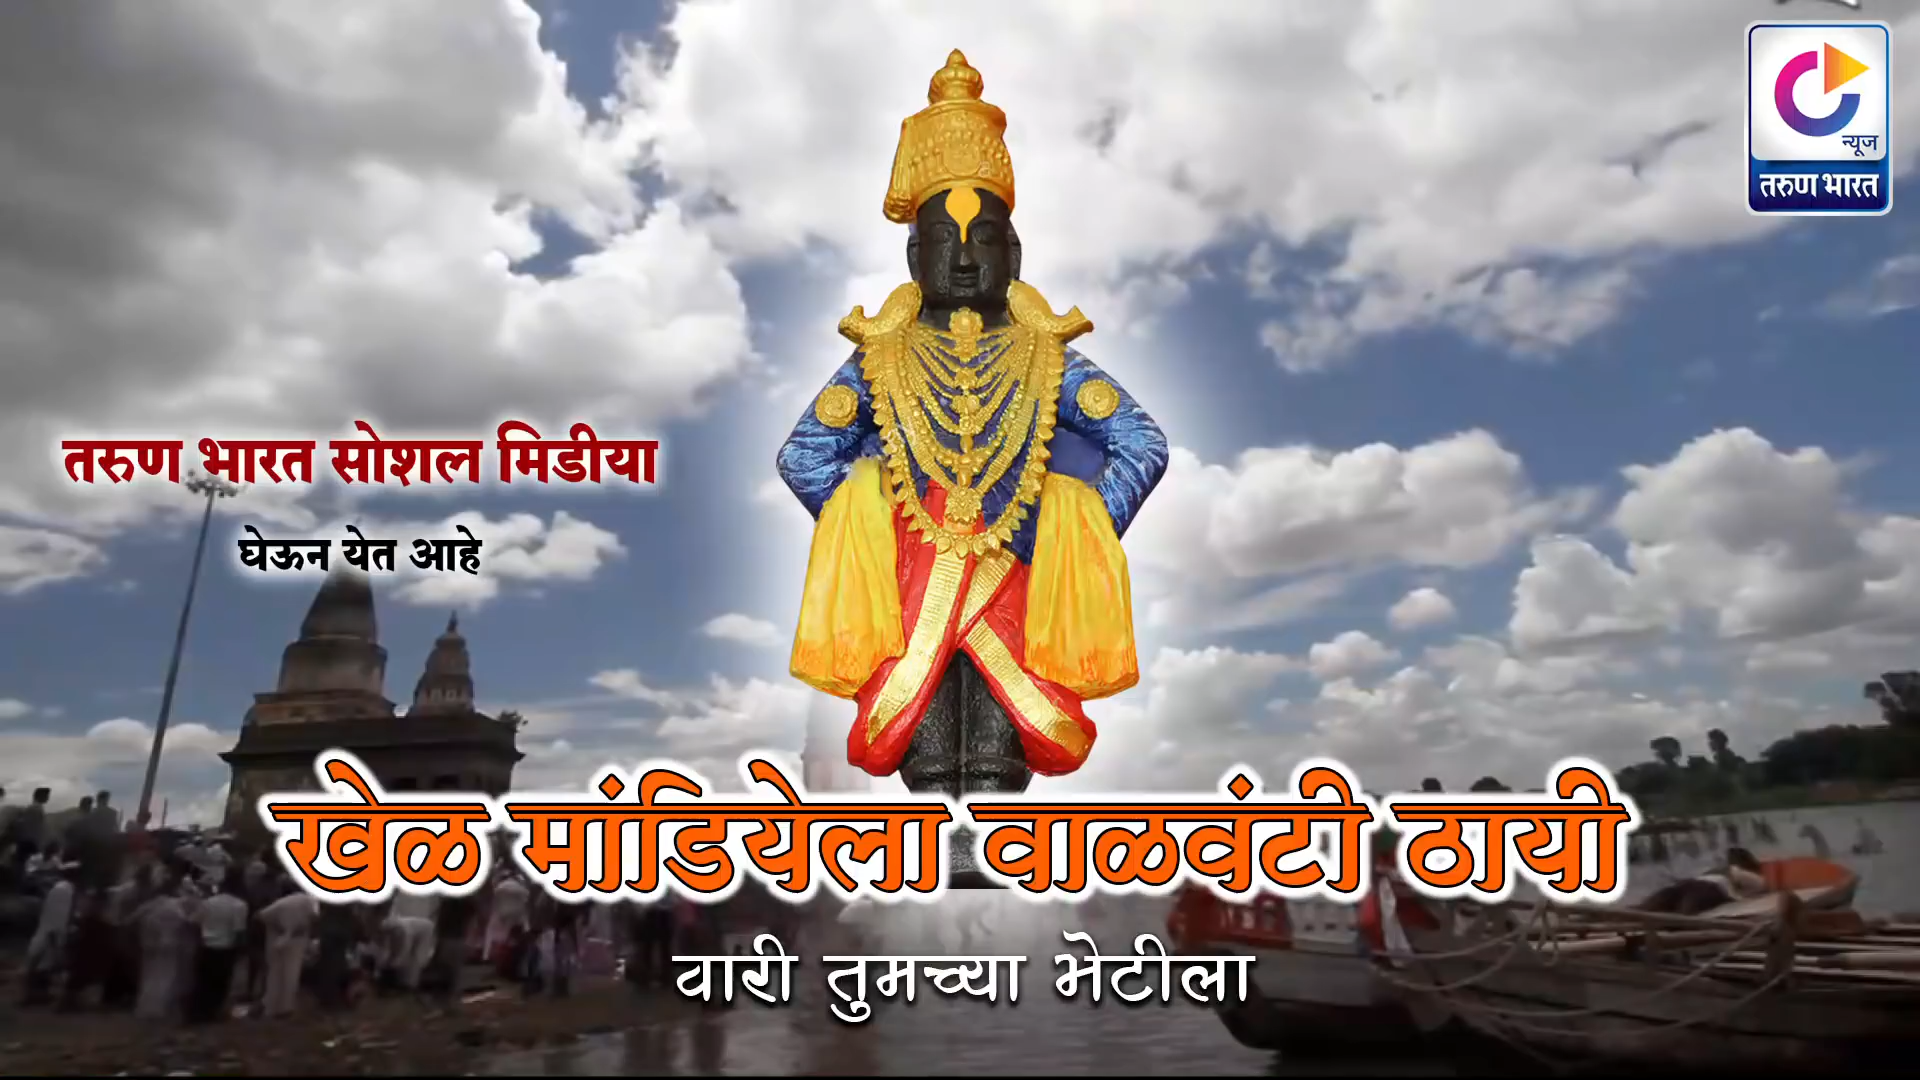 न्यूज
तरुण भारत
तरुण भारत सोशल मिडीया
घेऊन येत आहे
खेळ मांडियेला वाळवंटी ठायी
वारी तुमच्या भेटीला